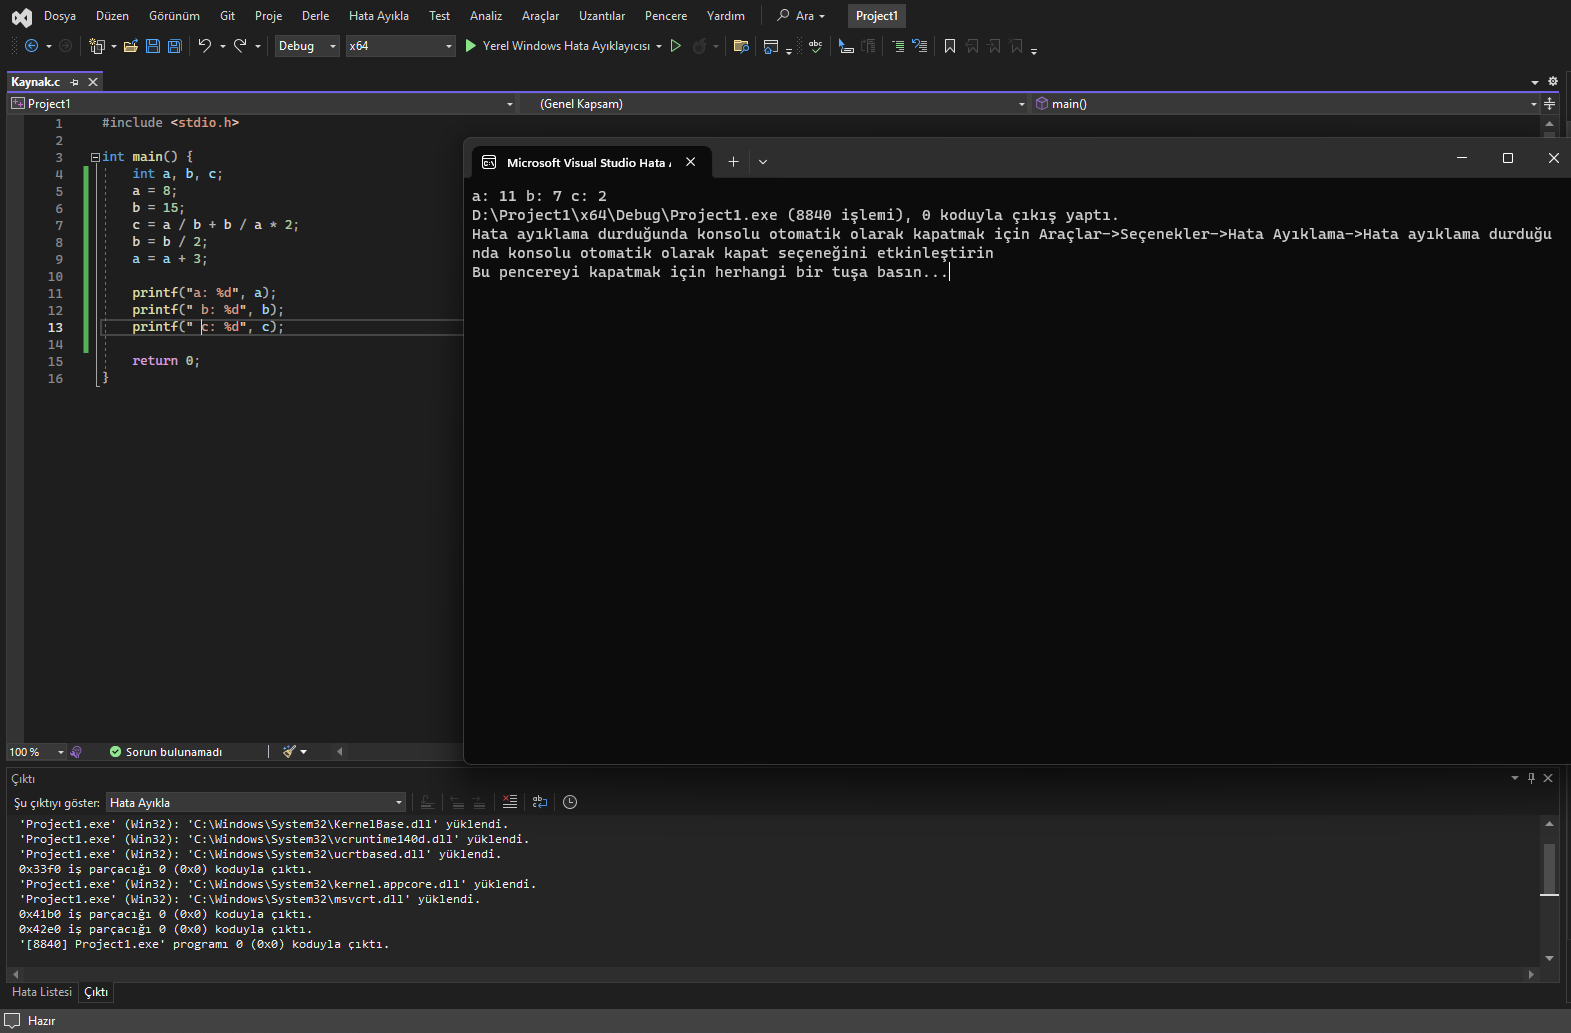 Dosya Düzen Görünüm Git Proje Derle Hata Ayıkla Test Analiz Araçlar Uzantılar Pencere Yardım Ara Project1
Debug x64 Yerel Windows Hata Ayıklayıcısı
Kaynak.c
Project1 (Genel Kapsam) main()
1 #include <stdio.h>
2
3 int main() {
4 int a, b, c;
5 a = 8;
6 b = 15;
7 c = a / b + b / a * 2;
8 b = b / 2;
9 a = a + 3;
10
11 printf("a: %d", a);
12 printf(" b: %d", b);
13 printf(" c: %d", c);
14
15 return 0;
16 }
Microsoft Visual Studio Hata
a: 11 b: 7 c: 2
D:\Project1\x64\Debug\Project1.exe (8840 işlemi), 0 koduyla çıkış yaptı.
Hata ayıklama durduğunda konsolu otomatik olarak kapatmak için Araçlar->Seçenekler->Hata Ayıklama->Hata ayıklama durduğu
nda konsolu otomatik olarak kapat seçeneğini etkinleştirin
Bu pencereyi kapatmak için herhangi bir tuşa basın...
100 % Sorun bulunamadı
Çıktı
Şu çıktıyı göster: Hata Ayıkla
'Project1.exe' (Win32): 'C:\Windows\System32\KernelBase.dll' yüklendi.
'Project1.exe' (Win32): 'C:\Windows\System32\vcruntime140d.dll' yüklendi.
'Project1.exe' (Win32): 'C:\Windows\System32\ucrtbased.dll' yüklendi.
0x33f0 iş parçacığı 0 (0x0) koduyla çıktı.
'Project1.exe' (Win32): 'C:\Windows\System32\kernel.appcore.dll' yüklendi.
'Project1.exe' (Win32): 'C:\Windows\System32\msvcrt.dll' yüklendi.
0x41b0 iş parçacığı 0 (0x0) koduyla çıktı.
0x42e0 iş parçacığı 0 (0x0) koduyla çıktı.
'[8840] Project1.exe' programı 0 (0x0) koduyla çıktı.
Hata Listesi Çıktı
Hazır